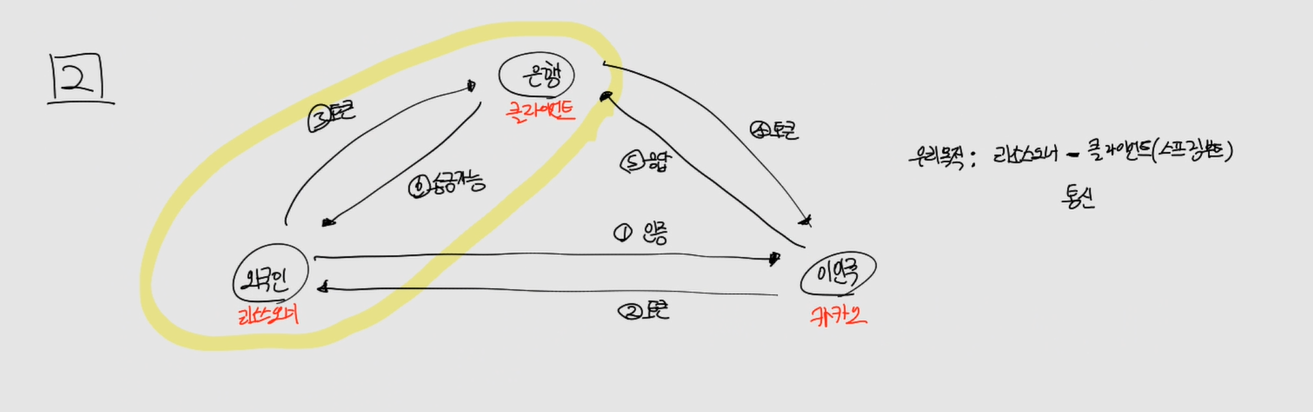 2
은행
클라이언트
③토큰
④토큰
⑤응답
⑥송금가능
① 인증
외국인
리소스오너
이민국
②토큰
카카오
우리목적: 리소스오너 - 클라이언트(스프링부트)
통신